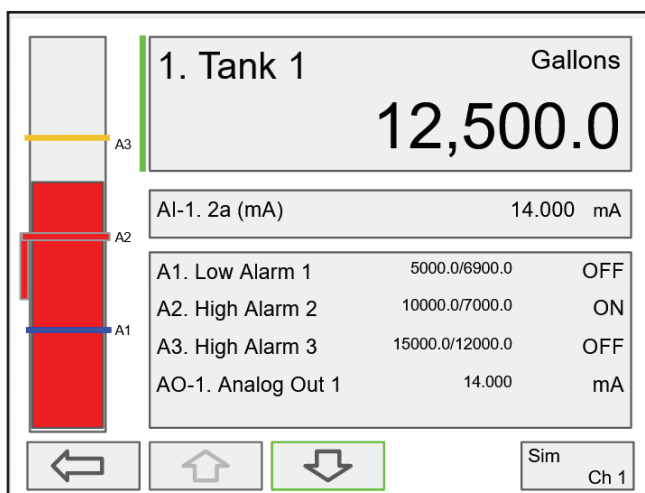 1. Tank 1 Gallons
12,500.0
A3
AI-1. 2a (mA) 14.000 mA
A2
A1. Low Alarm 1 5000.0/6900.0 OFF
A2. High Alarm 2 10000.0/7000.0 ON
A1
A3. High Alarm 3 15000.0/12000.0 OFF
AO-1. Analog Out 1 14.000 mA
Sim
Ch 1